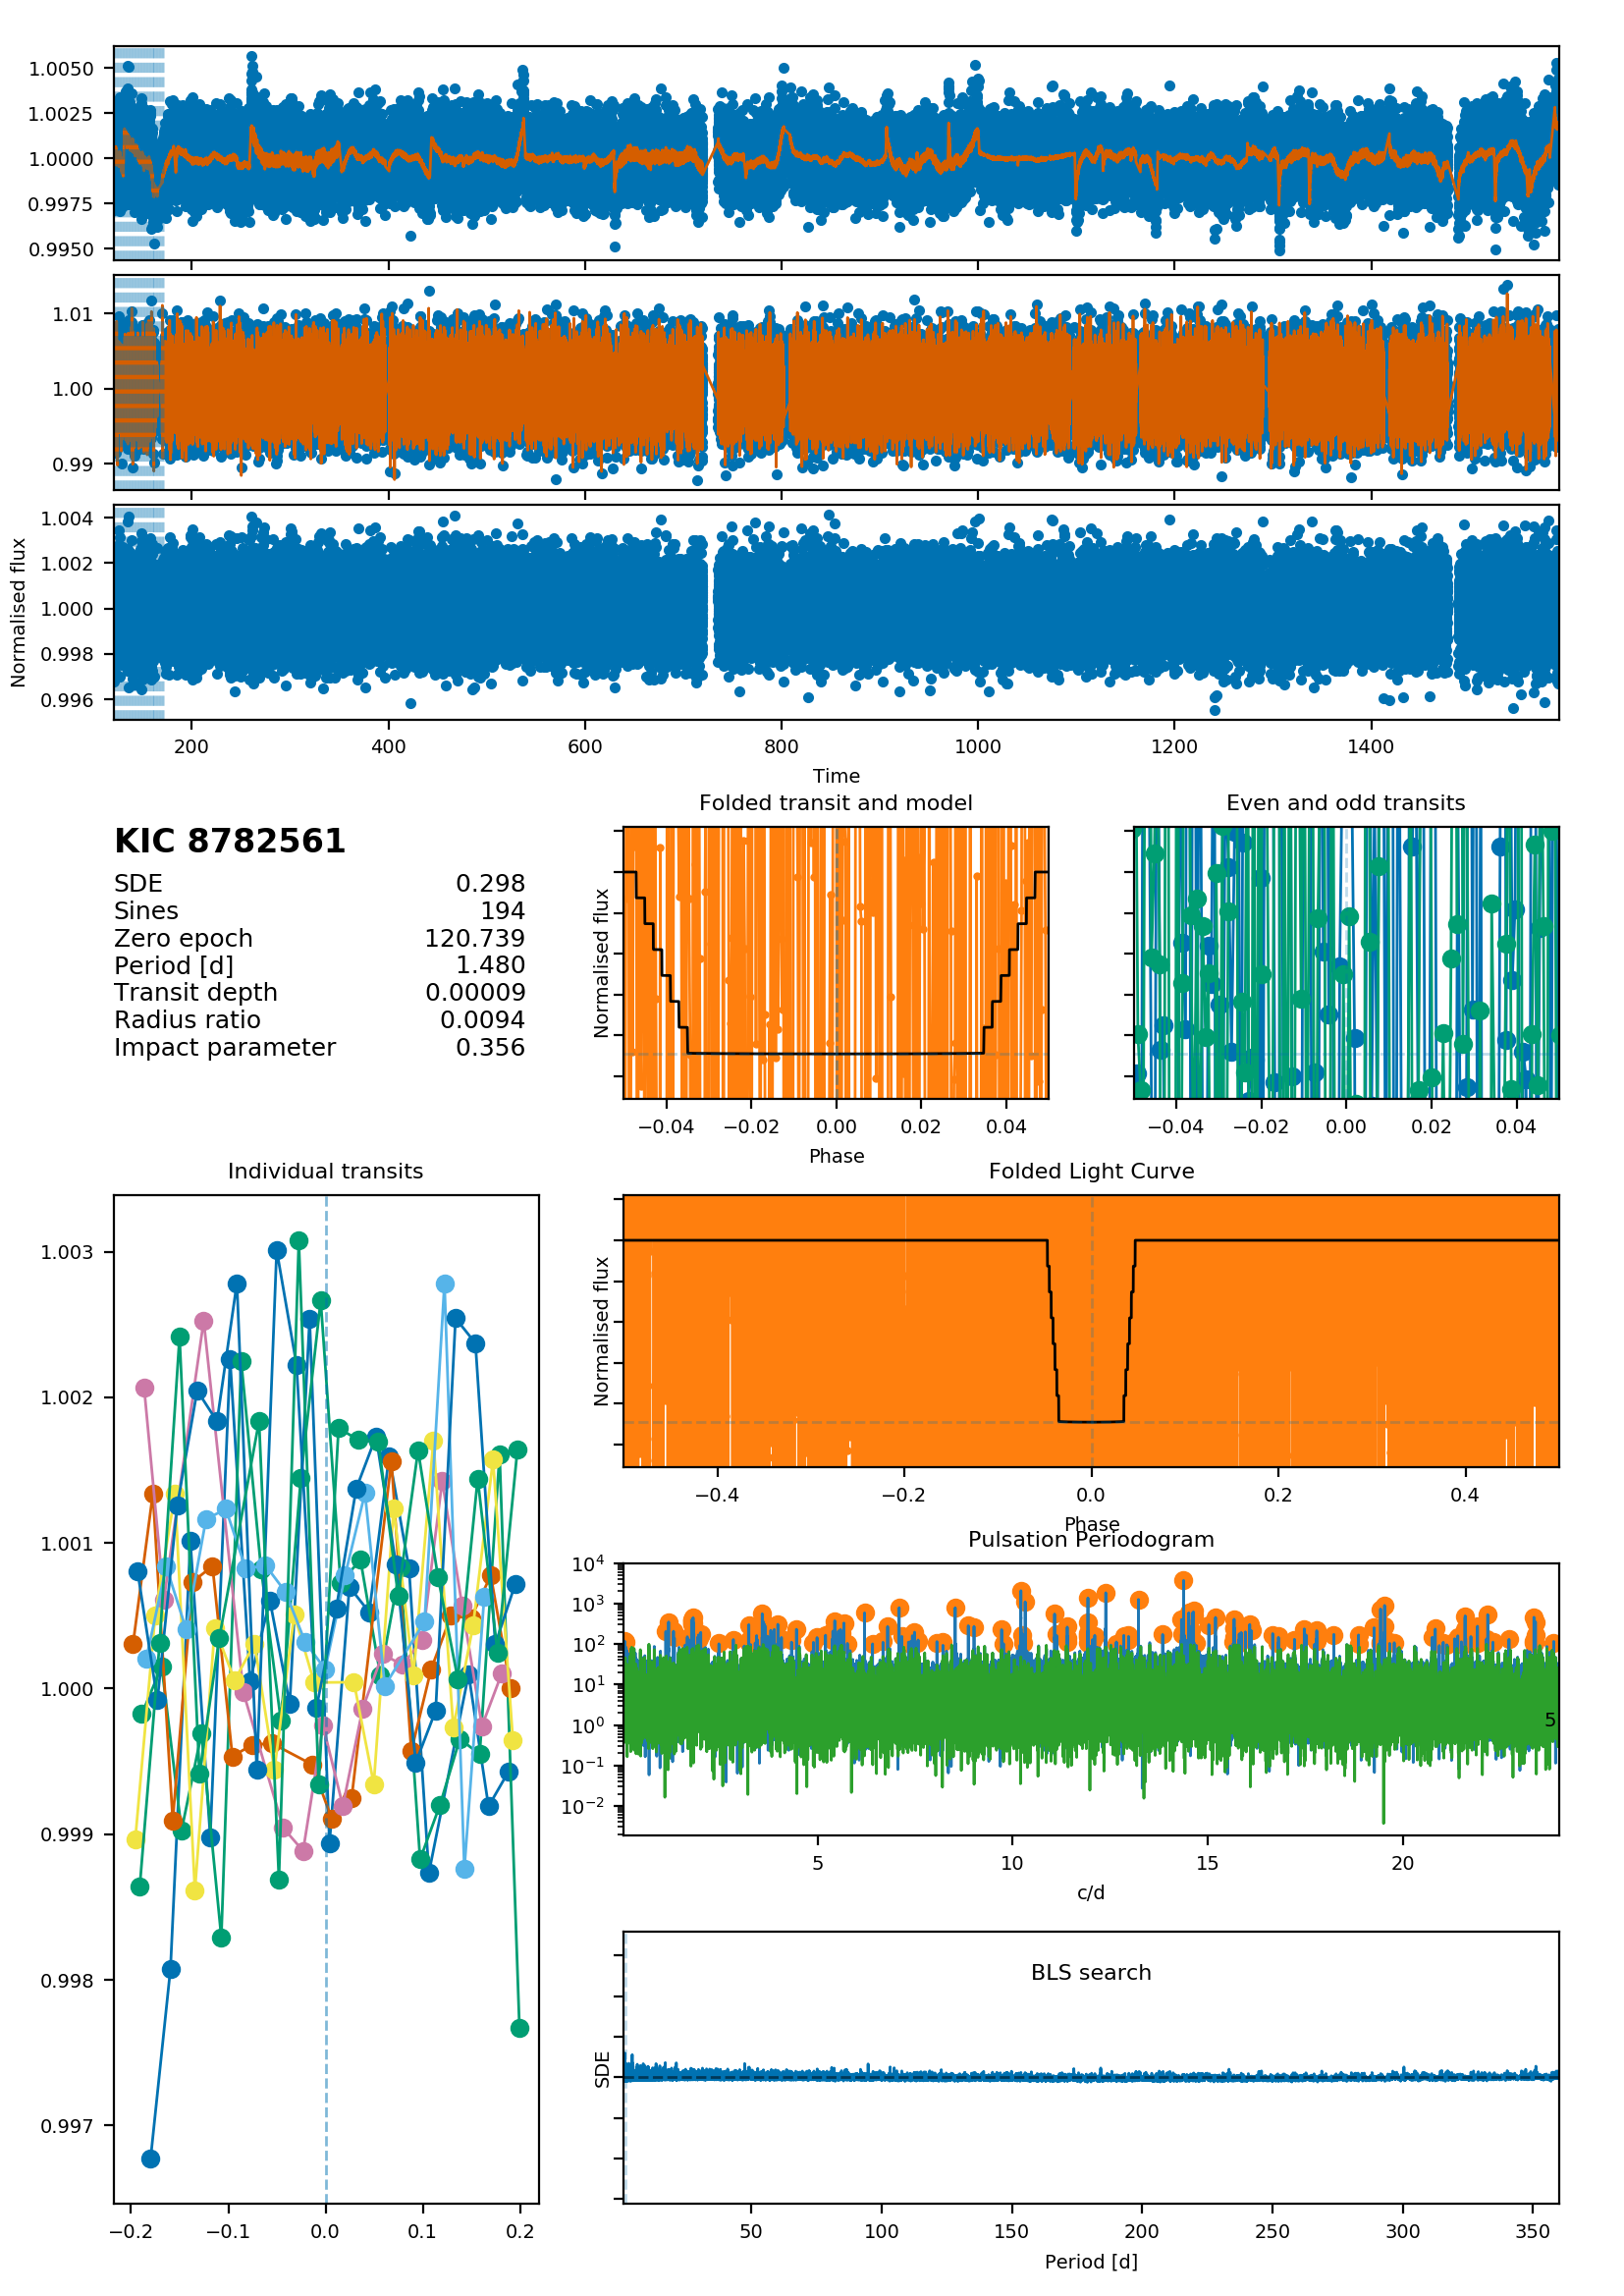 1.0050
1.0025
1.0000
0.9975
0.9950
1.01
1.00
0.99
1.004
1.002
1.000
0.998
0.996
Normalised flux
200 400 600 800 1000 1200 1400
Time
KIC 8782561
SDE 0.298
Sines 194
Zero epoch 120.739
Period [d] 1.480
Transit depth 0.00009
Radius ratio 0.0094
Impact parameter 0.356
Folded transit and model
Normalised flux
−0.04 −0.02 0.00 0.02 0.04
Phase
Even and odd transits
−0.04 −0.02 0.00 0.02 0.04
Individual transits
1.003
1.002
1.001
1.000
0.999
0.998
0.997
−0.2 −0.1 0.0 0.1 0.2
Folded Light Curve
Normalised flux
−0.4 −0.2 0.0 0.2 0.4
Phase
Pulsation Periodogram
10⁴
10³
10²
10¹
10⁰
10⁻¹
10⁻²
5
5 10 15 20
c/d
BLS search
SDE
50 100 150 200 250 300 350
Period [d]